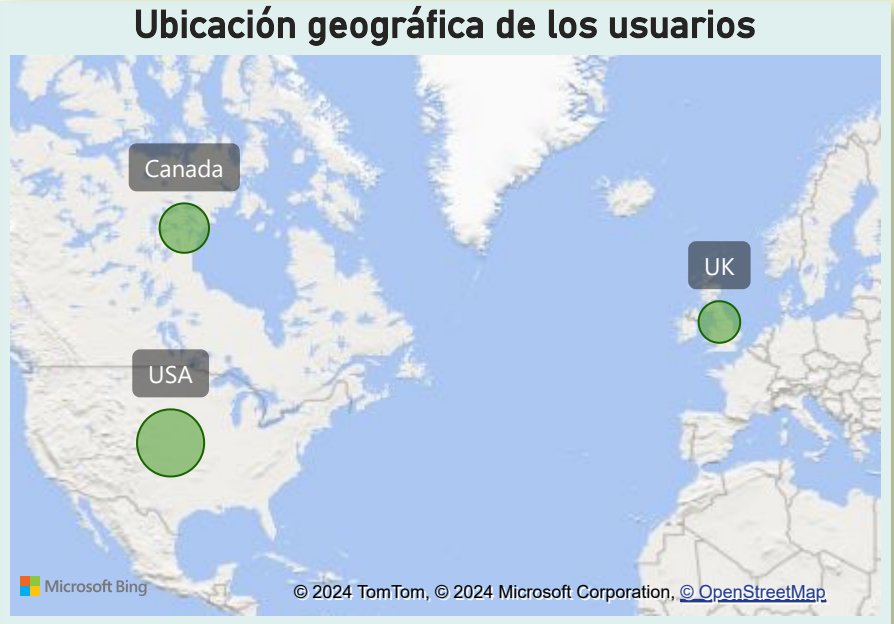 Ubicación geográfica de los usuarios
Canada
UK
USA
Microsoft Bing
© 2024 TomTom, © 2024 Microsoft Corporation, © OpenStreetMap